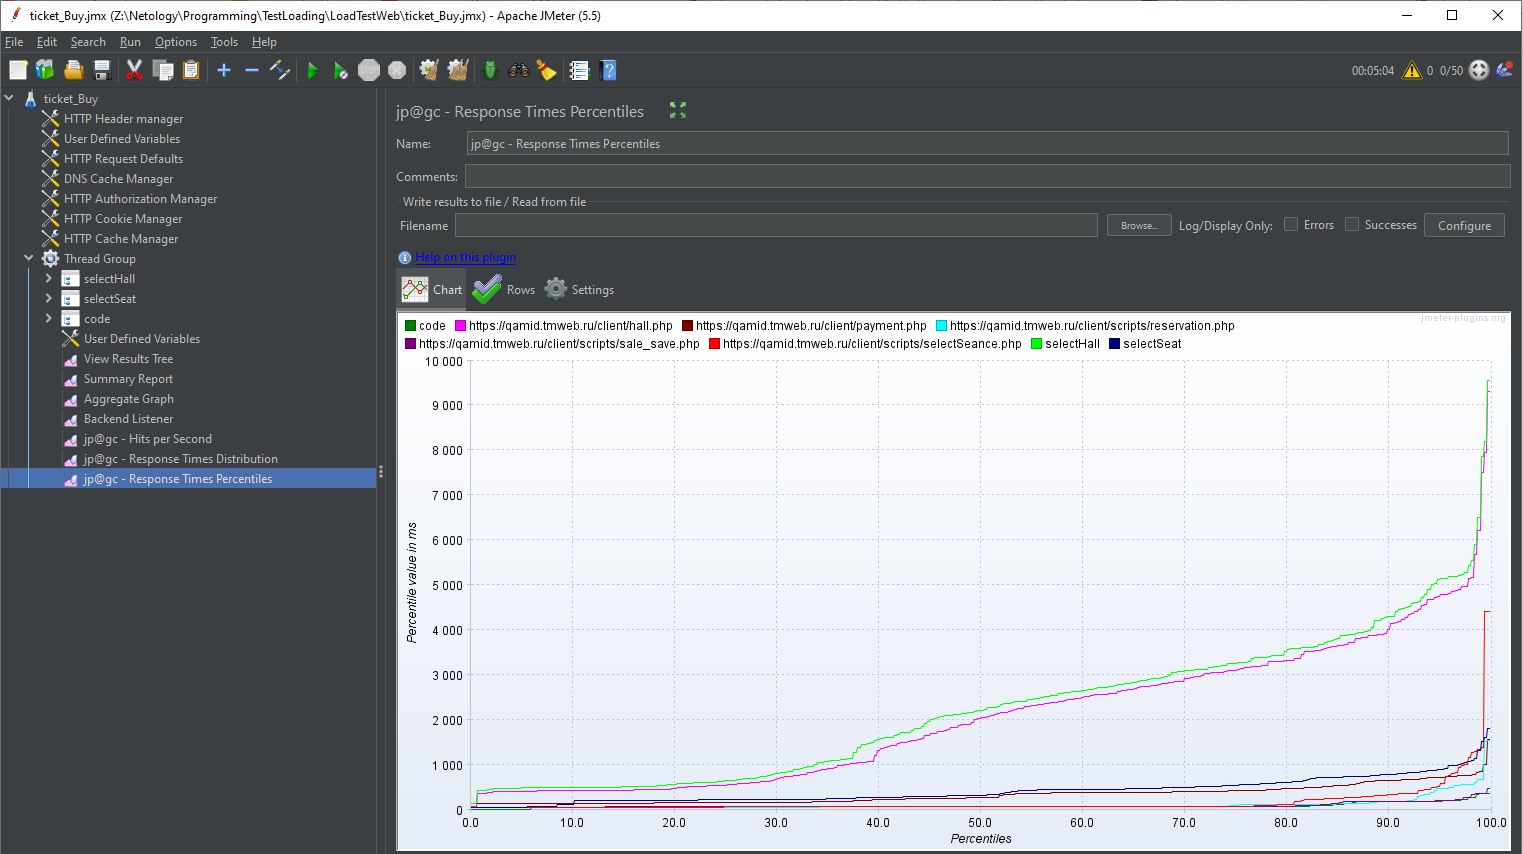 ticket_Buy.jmx (Z:\Netology\Programming\TestLoading\LoadTestWeb\ticket_Buy.jmx) - Apache JMeter (5.5)
File Edit Search Run Options Tools Help
STOP
00:05:04 0 0/50
ticket_Buy
HTTP Header manager
User Defined Variables
HTTP Request Defaults
DNS Cache Manager
HTTP Authorization Manager
HTTP Cookie Manager
HTTP Cache Manager
Thread Group
selectHall
selectSeat
code
User Defined Variables
View Results Tree
Summary Report
Aggregate Graph
Backend Listener
jp@gc - Hits per Second
jp@gc - Response Times Distribution
jp@gc - Response Times Percentiles
jp@gc - Response Times Percentiles
Name: jp@gc - Response Times Percentiles
Comments:
Write results to file / Read from file
Filename Browse... Log/Display Only: Errors Successes Configure
Help on this plugin
Chart Rows Settings
jmeter-plugins.org
code https://qamid.tmweb.ru/client/hall.php https://qamid.tmweb.ru/client/payment.php https://qamid.tmweb.ru/client/scripts/reservation.php
https://qamid.tmweb.ru/client/scripts/sale_save.php https://qamid.tmweb.ru/client/scripts/selectSeance.php selectHall selectSeat
10 000
9 000
8 000
7 000
6 000
5 000
4 000
3 000
2 000
1 000
0
Percentile value in ms
0.0 10.0 20.0 30.0 40.0 50.0 60.0 70.0 80.0 90.0 100.0
Percentiles